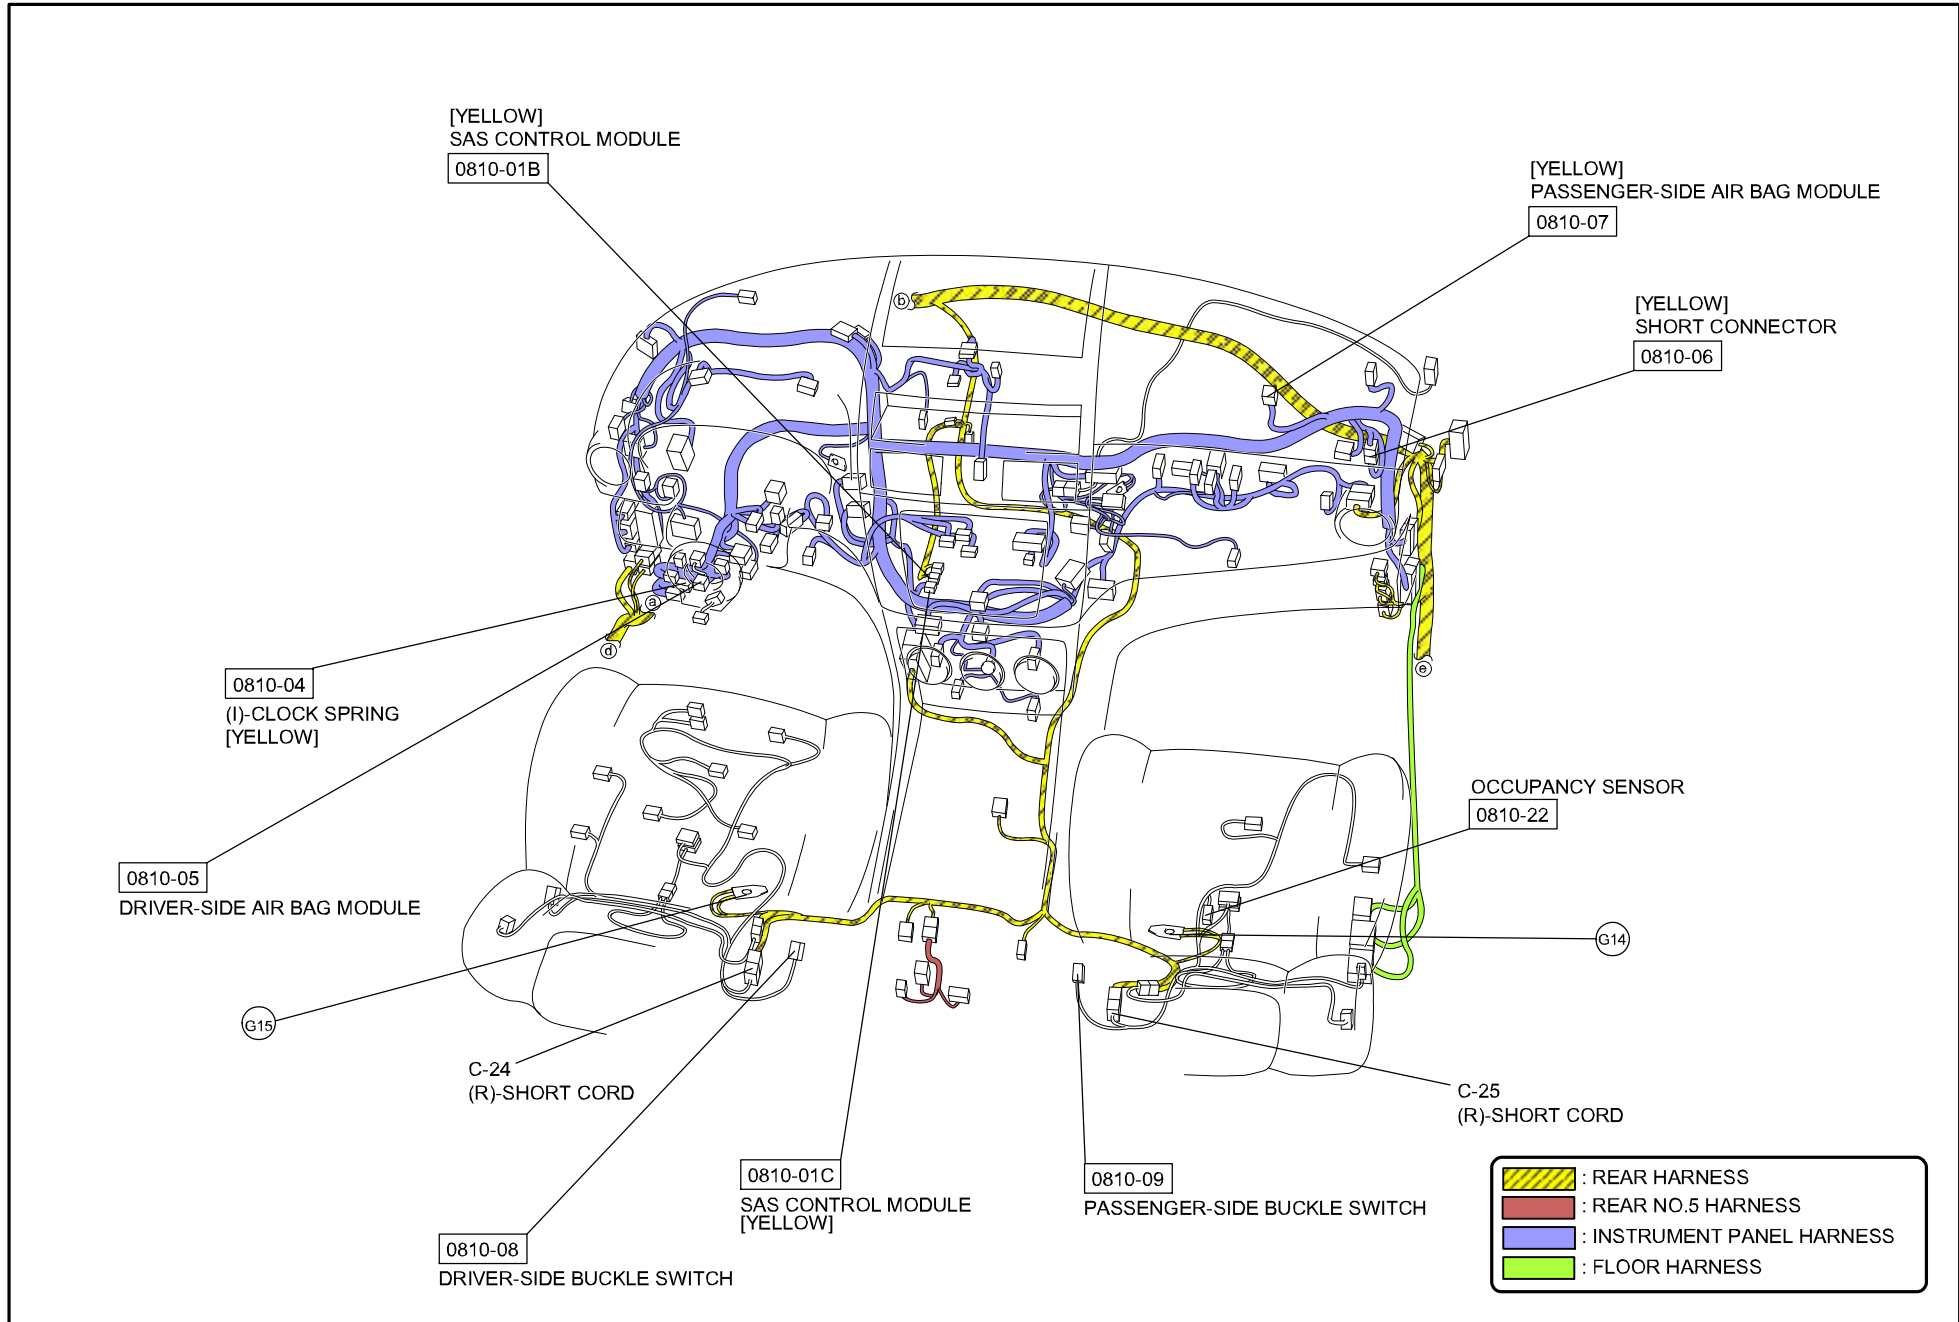 [YELLOW]
SAS CONTROL MODULE
0810-01B
[YELLOW]
PASSENGER-SIDE AIR BAG MODULE
0810-07
[YELLOW]
SHORT CONNECTOR
0810-06
b
a
d
e
0810-04
(I)-CLOCK SPRING
[YELLOW]
OCCUPANCY SENSOR
0810-22
0810-05
DRIVER-SIDE AIR BAG MODULE
G14
G15
C-24
(R)-SHORT CORD
C-25
(R)-SHORT CORD
0810-01C
SAS CONTROL MODULE
[YELLOW]
0810-09
PASSENGER-SIDE BUCKLE SWITCH
0810-08
DRIVER-SIDE BUCKLE SWITCH
: REAR HARNESS
: REAR NO.5 HARNESS
: INSTRUMENT PANEL HARNESS
: FLOOR HARNESS